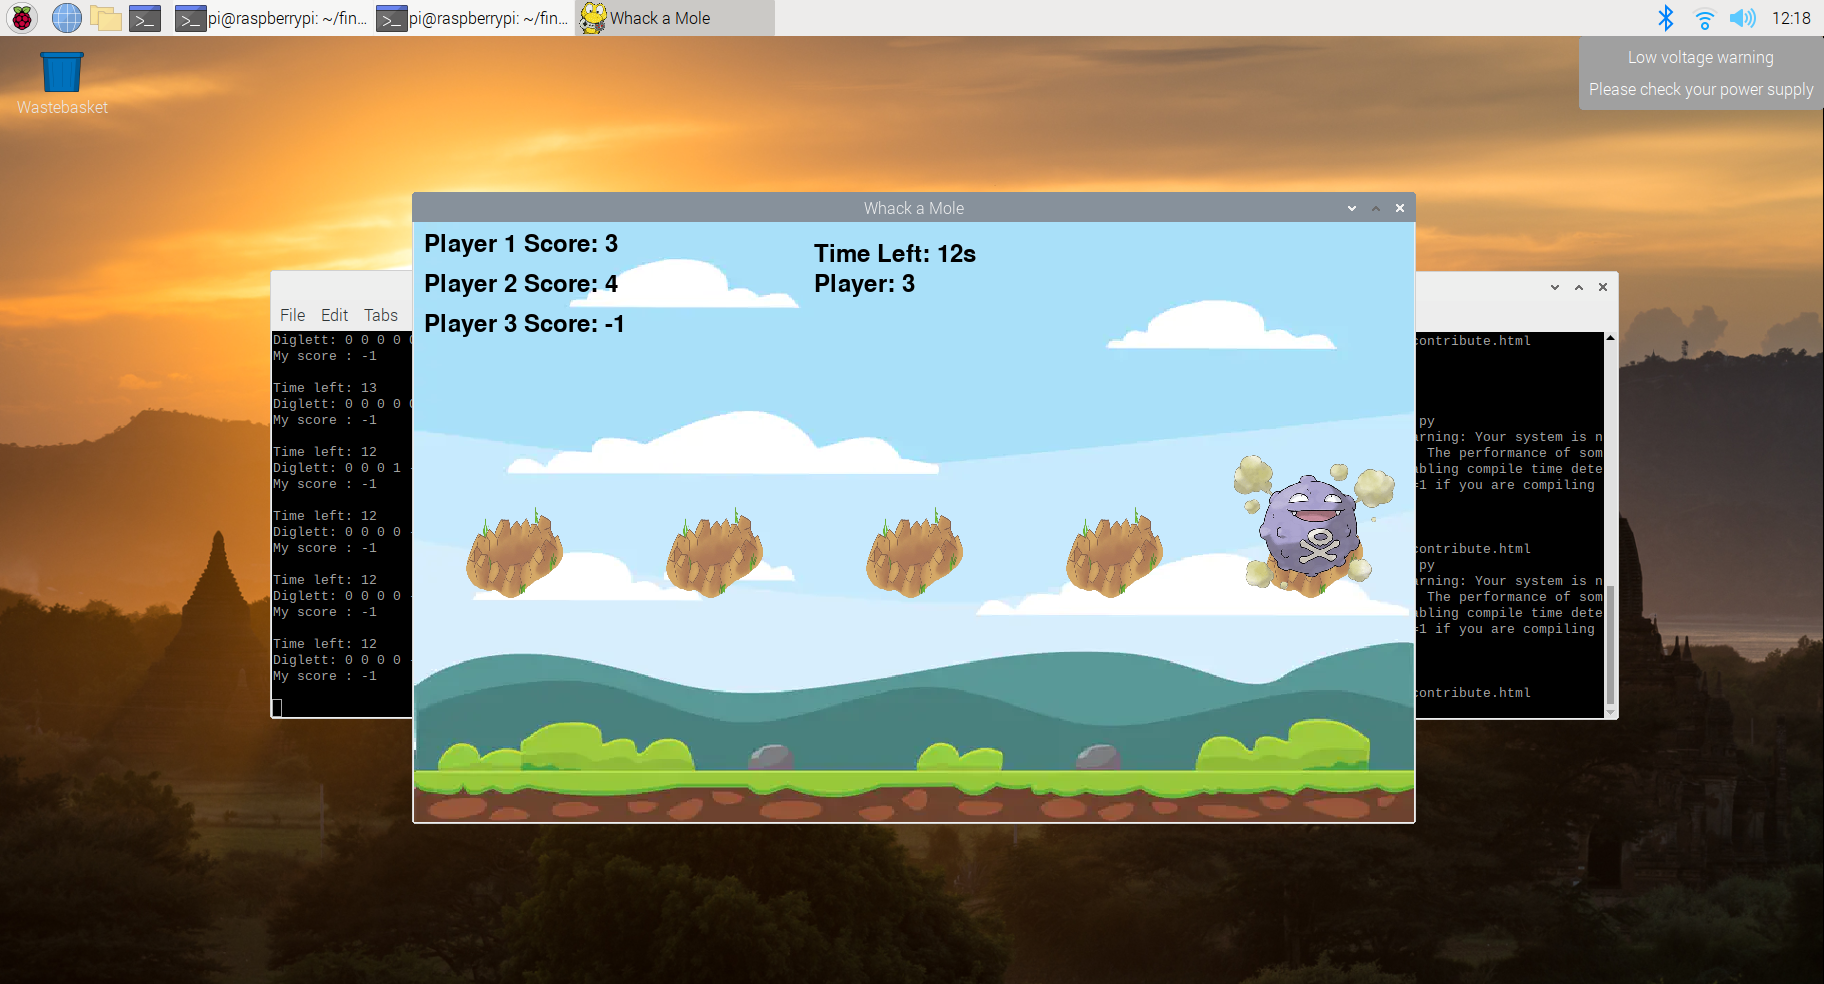 pi@raspberrypi: ~/fin...
pi@raspberrypi: ~/fin...
Whack a Mole
12:18
Low voltage warning
Please check your power supply
Wastebasket
Whack a Mole
Player 1 Score: 3
Player 2 Score: 4
Player 3 Score: -1
Time Left: 12s
Player: 3
File Edit Tabs
Diglett: 0 0 0 0
My score : -1
Time left: 13
Diglett: 0 0 0 0
My score : -1
Time left: 12
Diglett: 0 0 0 1
My score : -1
Time left: 12
Diglett: 0 0 0 0
My score : -1
Time left: 12
Diglett: 0 0 0 0
My score : -1
Time left: 12
Diglett: 0 0 0 0
My score : -1
contribute.html
py
arning: Your system is n
The performance of som
abling compile time dete
=1 if you are compiling
contribute.html
py
arning: Your system is n
The performance of som
abling compile time dete
=1 if you are compiling
contribute.html